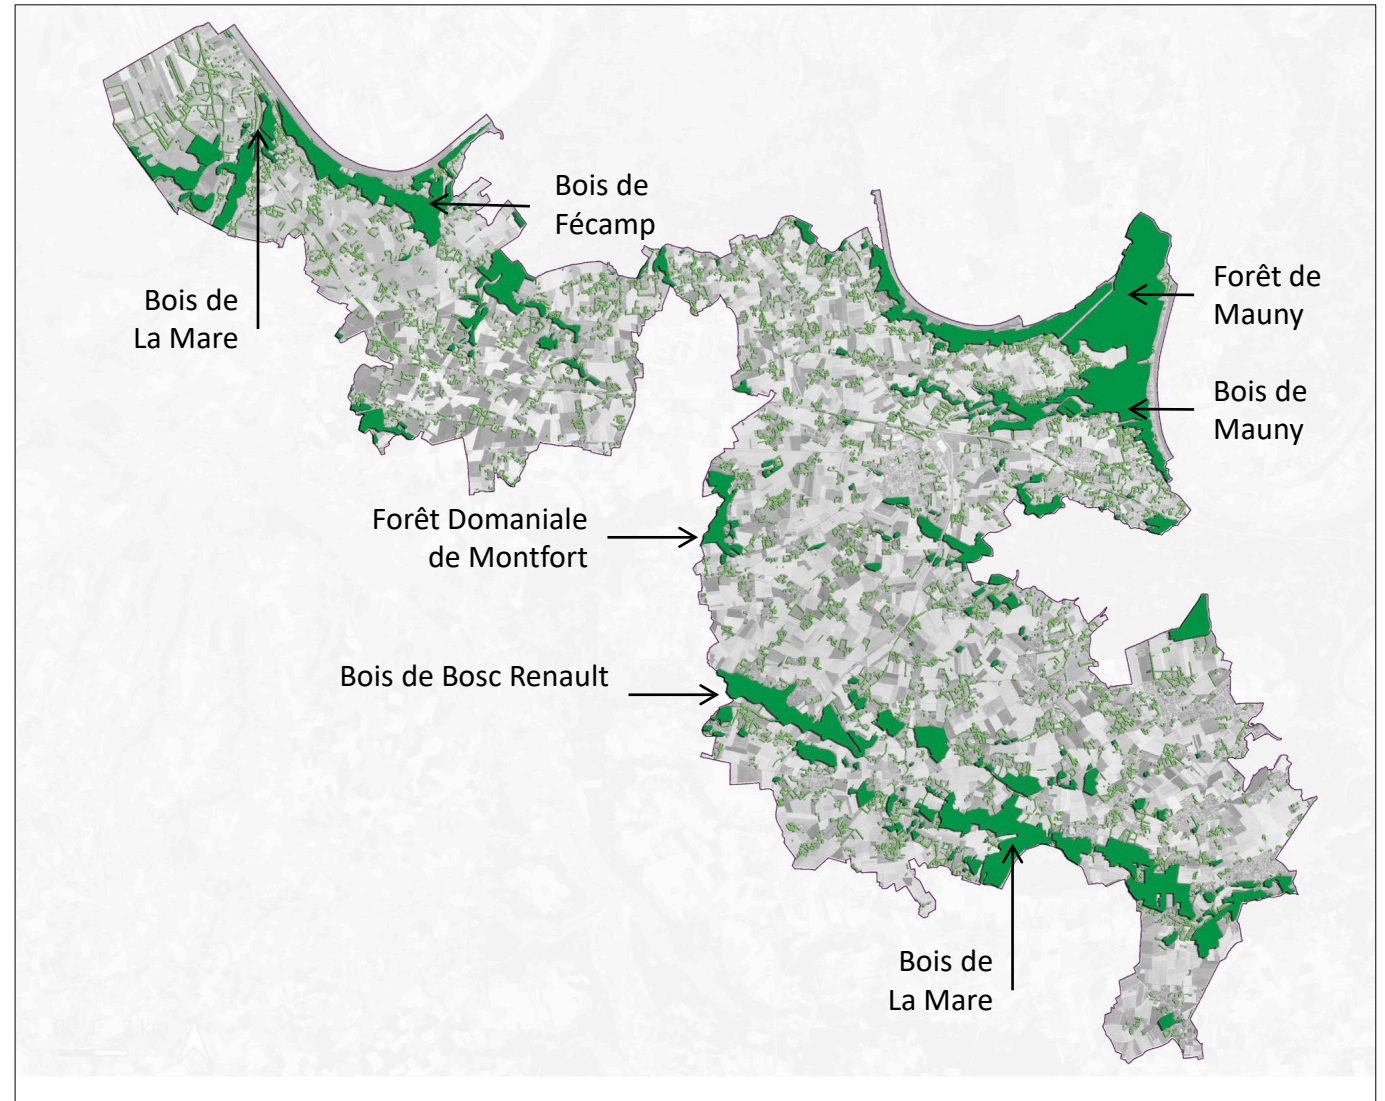 Bois de
Fécamp
Bois de
La Mare
Forêt de
Mauny
Bois de
Mauny
Forêt Domaniale
de Montfort
Bois de Bosc Renault
Bois de
La Mare